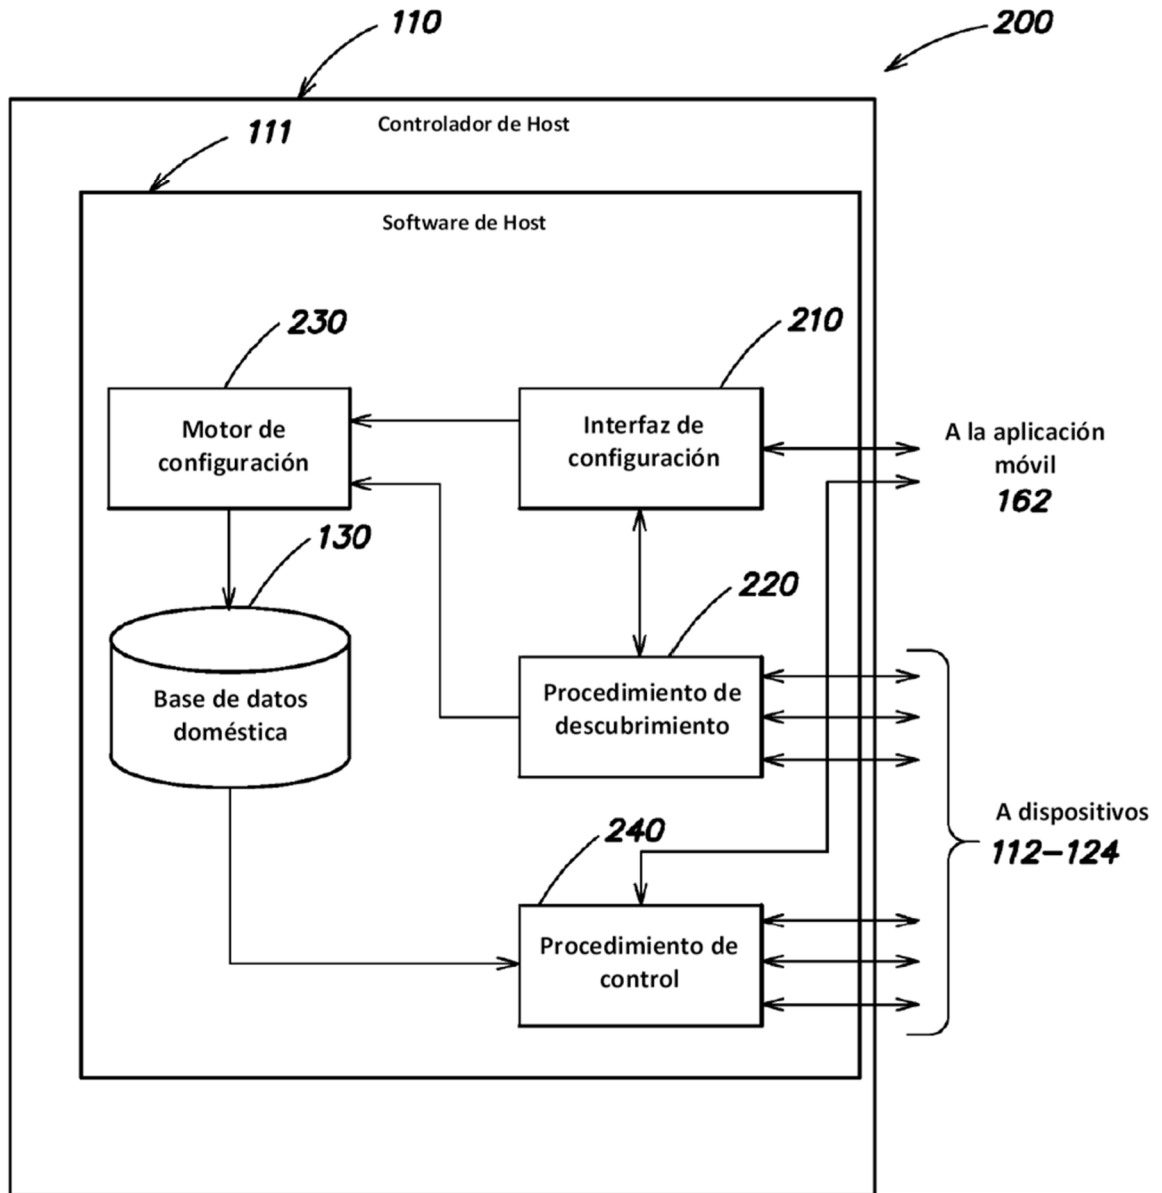 110
200
Controlador de Host
111
Software de Host
230
210
Motor de
configuración
Interfaz de
configuración
A la aplicación
móvil
162
130
220
Base de datos
doméstica
Procedimiento de
descubrimiento
240
A dispositivos
112-124
Procedimiento de
control